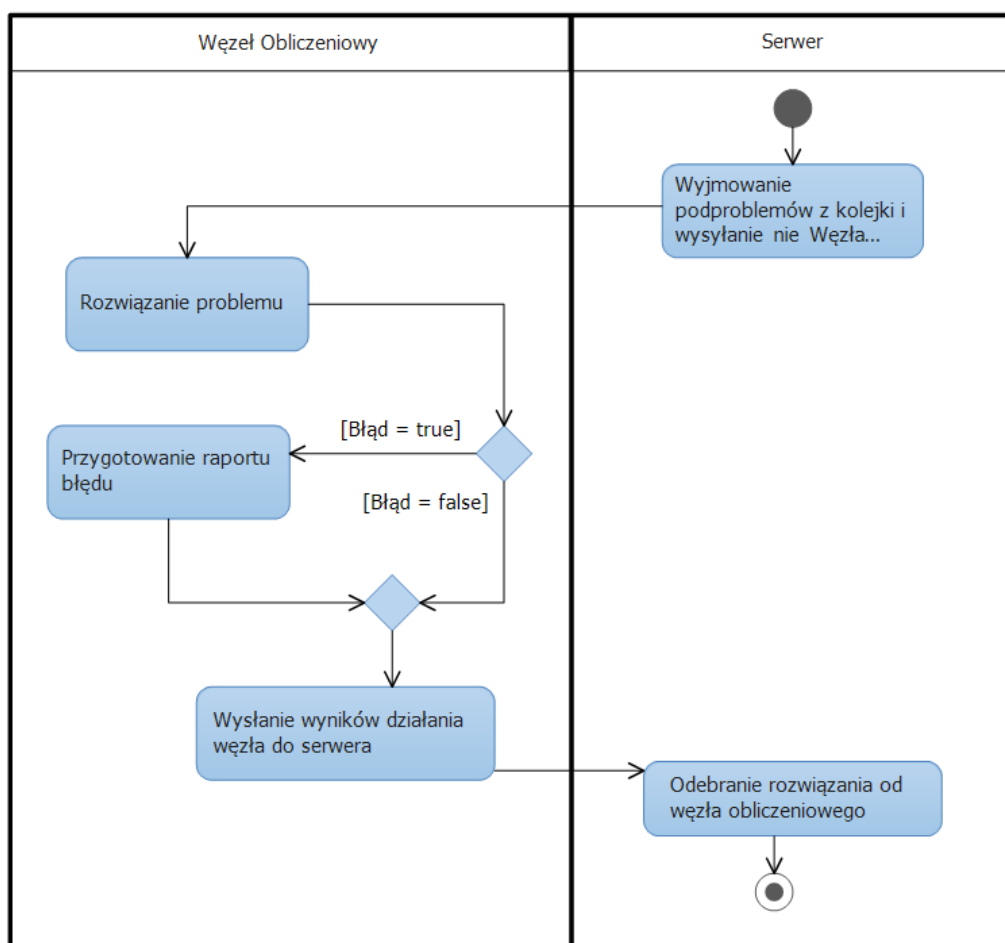 Węzeł Obliczeniowy
Serwer
Wyjmowanie
podproblemów z kolejki i
wysyłanie nie Węzła...
Rozwiązanie problemu
[Błąd = true]
Przygotowanie raportu
błędu
[Błąd = false]
Wysłanie wyników działania
węzła do serwera
Odebranie rozwiązania od
węzła obliczeniowego